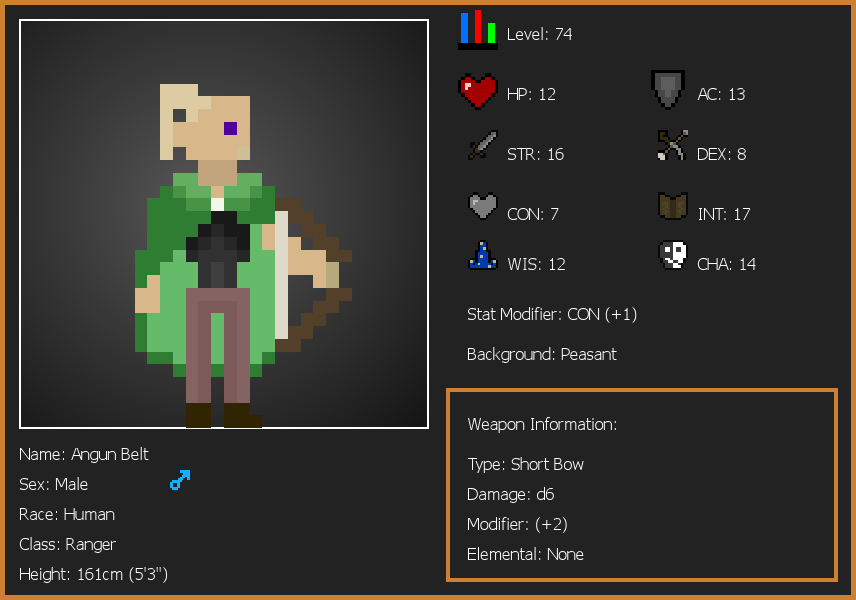 Level: 74
HP: 12
AC: 13
STR: 16
DEX: 8
CON: 7
INT: 17
WIS: 12
CHA: 14
Stat Modifier: CON (+1)
Background: Peasant
Weapon Information:
Type: Short Bow
Damage: d6
Modifier: (+2)
Elemental: None
Name: Angun Belt
Sex: Male
Race: Human
Class: Ranger
Height: 161cm (5'3")